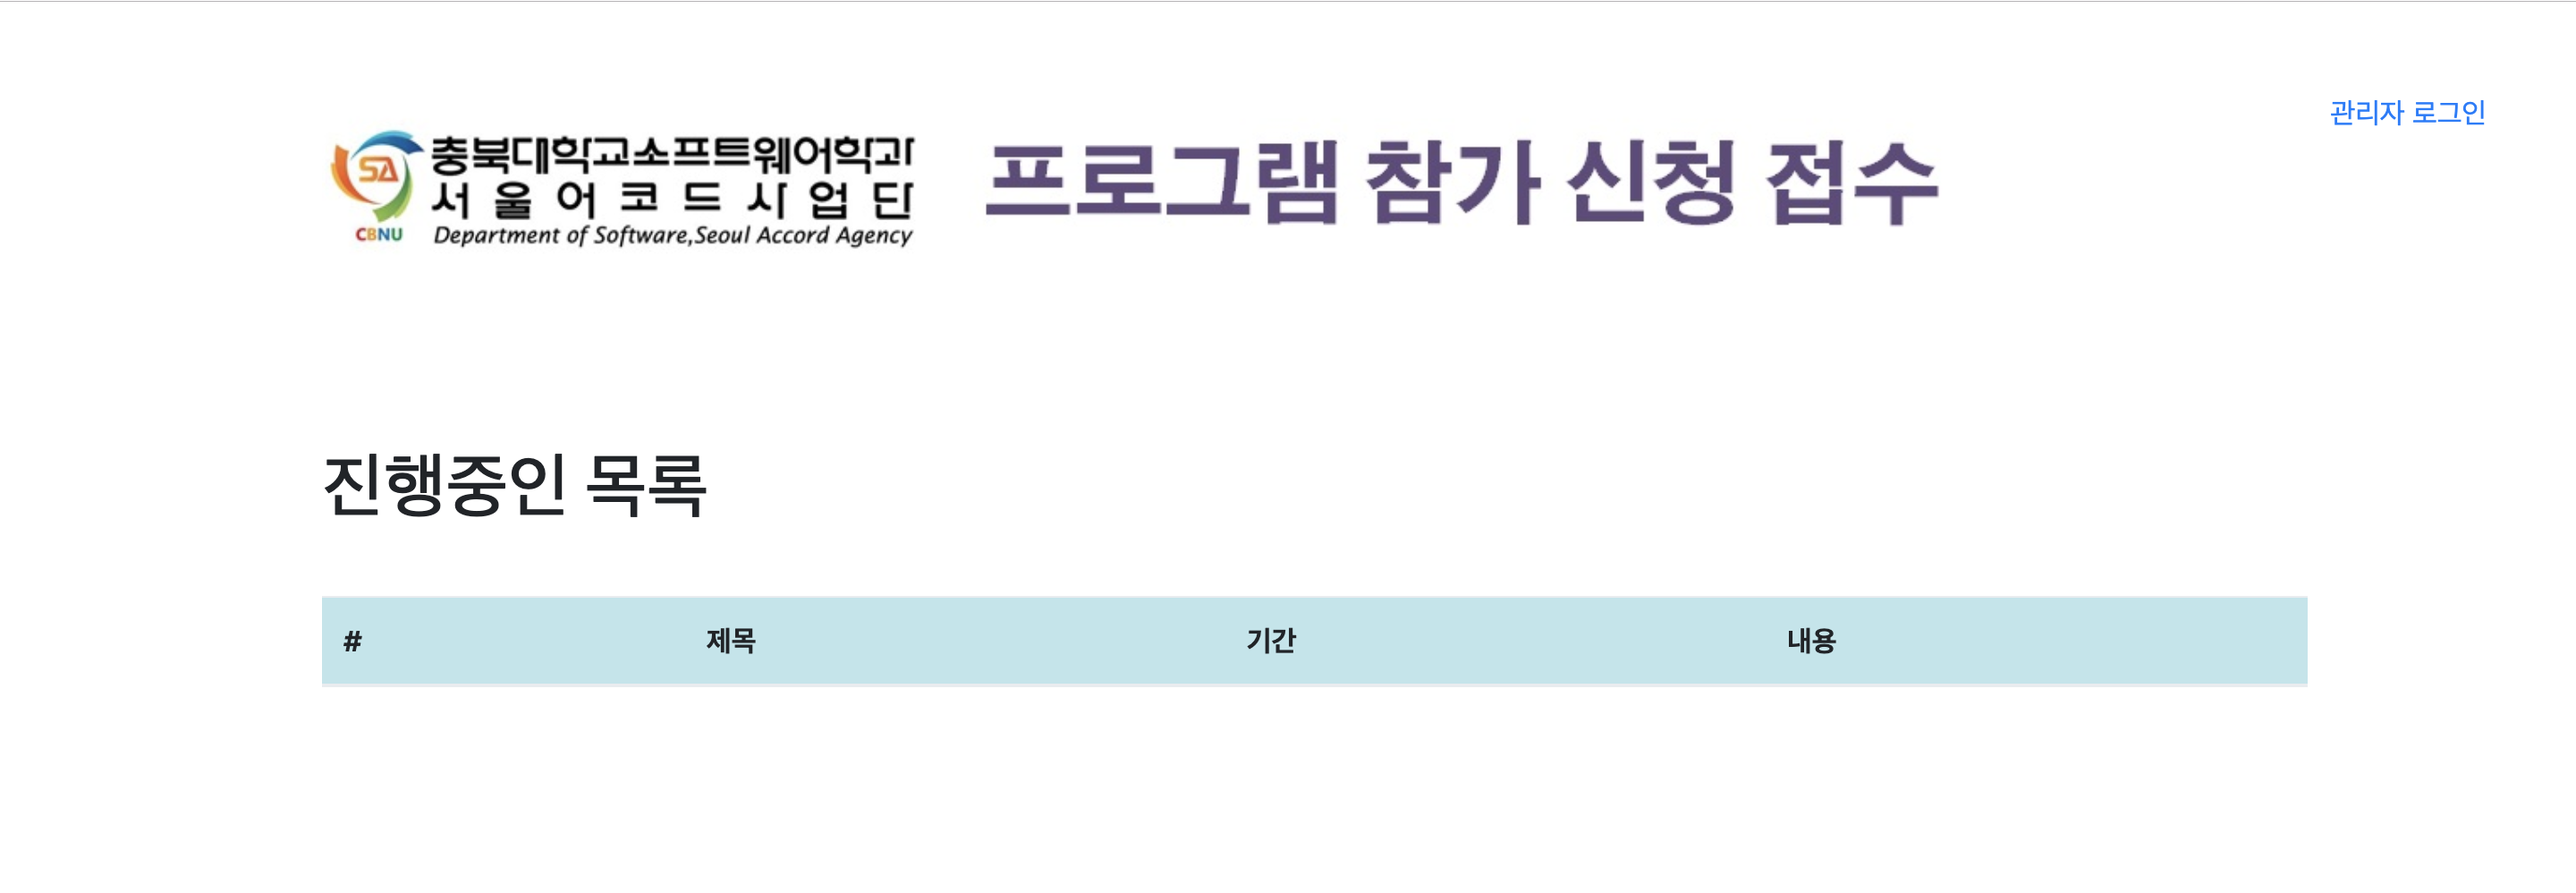 관리자 로그인
SA
충북대학교소프트웨어학과
서울어코드사업단
CBNU
Department of Software,Seoul Accord Agency
프로그램 참가 신청 접수
진행중인 목록
# 제목 기간 내용